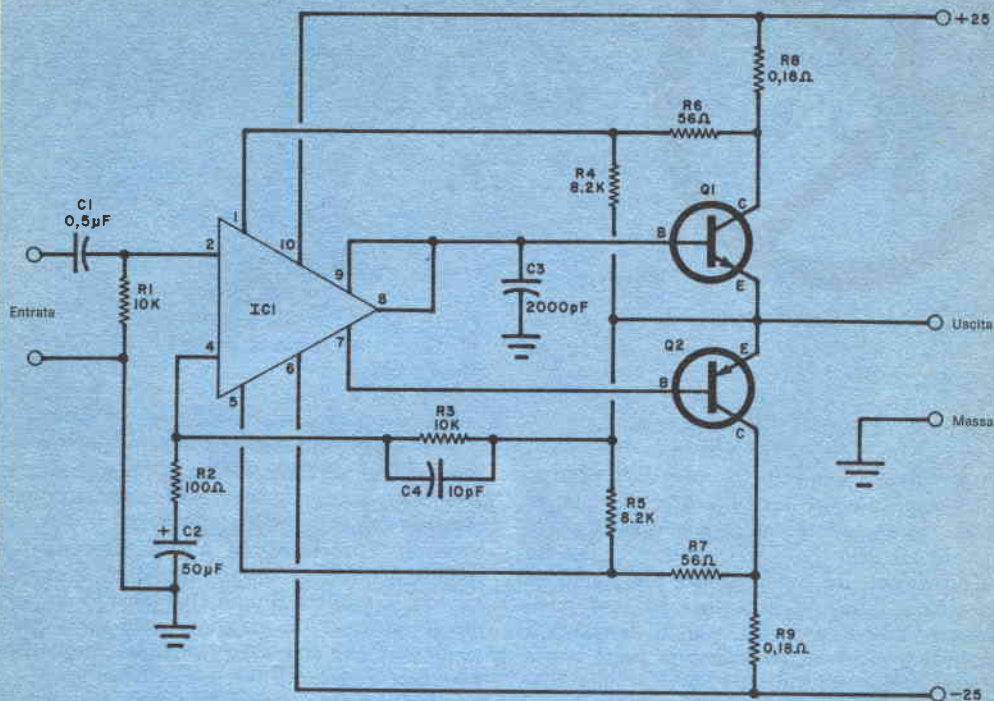 +25
R8
0,18Ω
R6
56Ω
R4
8.2K
Q1
C
B
E
C1
0,5µF
1
10
2
9
8
IC1
7
4
6
5
R1
10K
Entrata
C3
2000pF
Uscita
Q2
E
B
C
Massa
R3
10K
C4
10pF
R2
100Ω
+
C2
50µF
R5
8.2K
R7
56Ω
R9
0,18Ω
-25